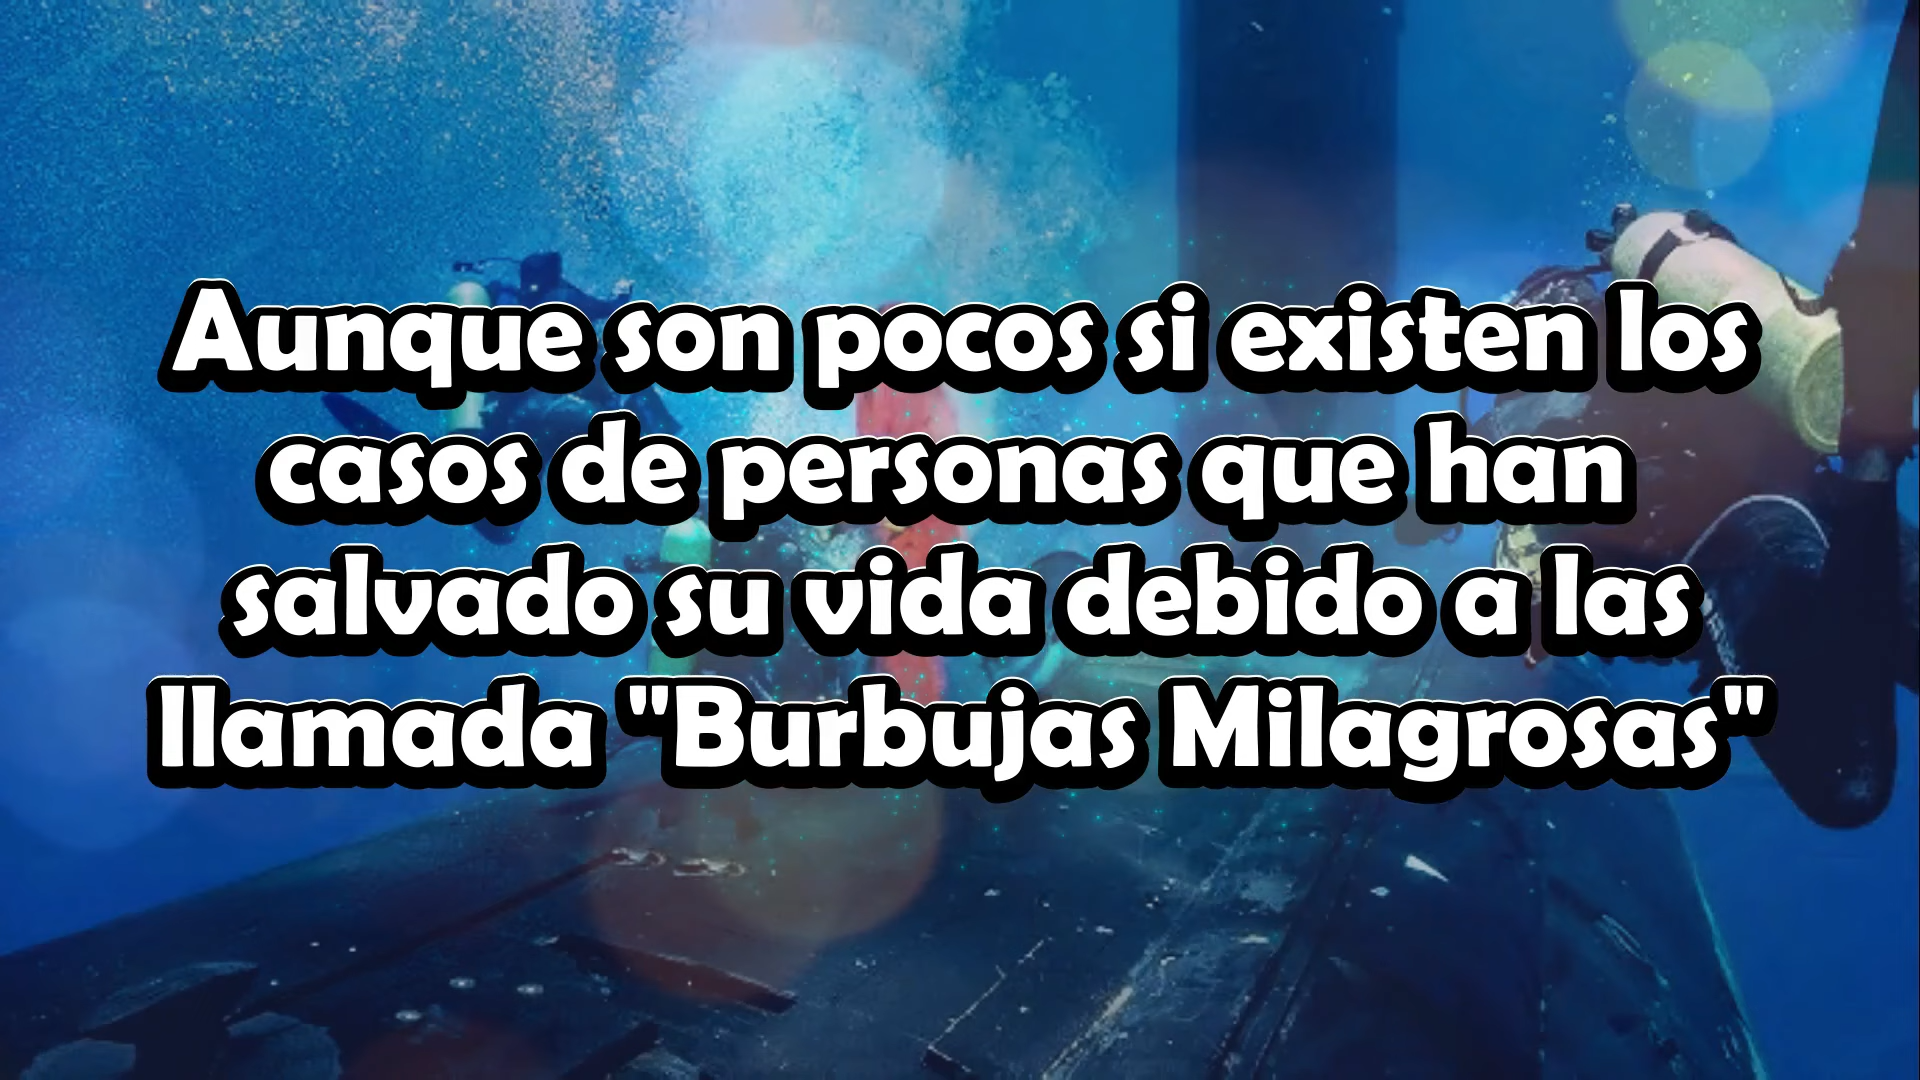 Aunque son pocos si existen los
casos de personas que han
salvado su vida debido a las
llamada "Burbujas Milagrosas"